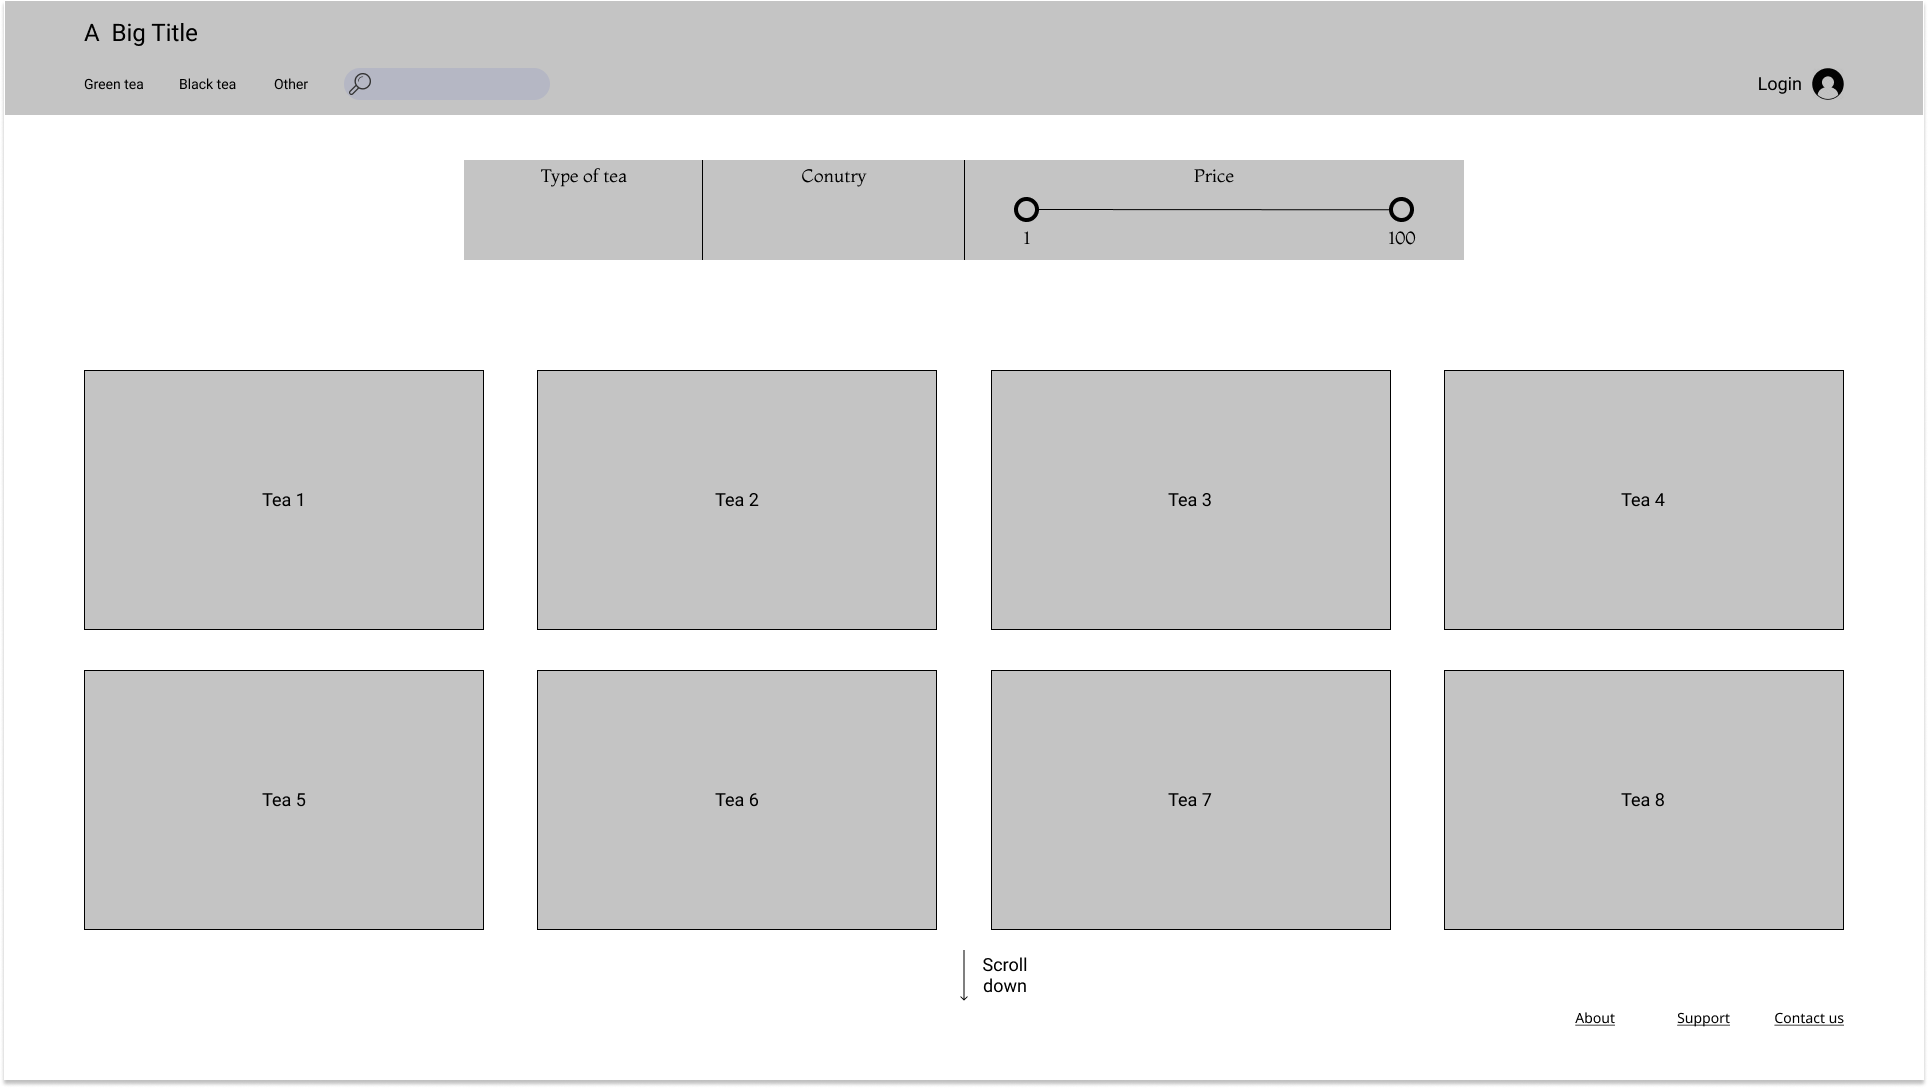 A Big Title
Green tea Black tea Other
Login
Type of tea Conutry Price
1 100
Tea 1 Tea 2 Tea 3 Tea 4
Tea 5 Tea 6 Tea 7 Tea 8
Scroll
down
About Support Contact us